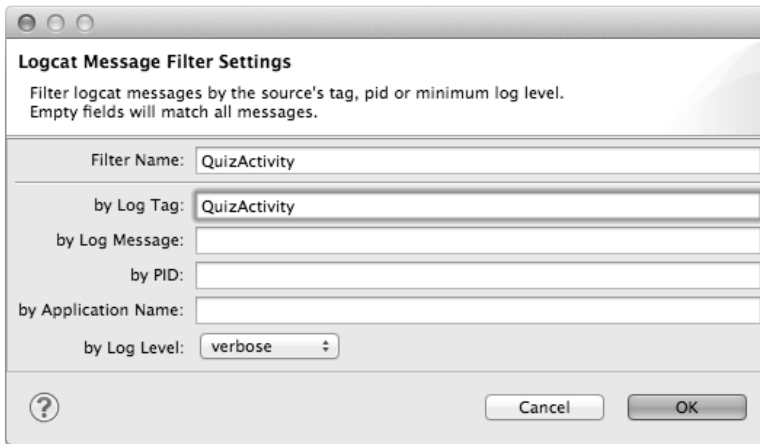 Logcat Message Filter Settings
Filter logcat messages by the source's tag, pid or minimum log level.
Empty fields will match all messages.
Filter Name: QuizActivity
by Log Tag: QuizActivity
by Log Message:
by PID:
by Application Name:
by Log Level: verbose
? Cancel OK